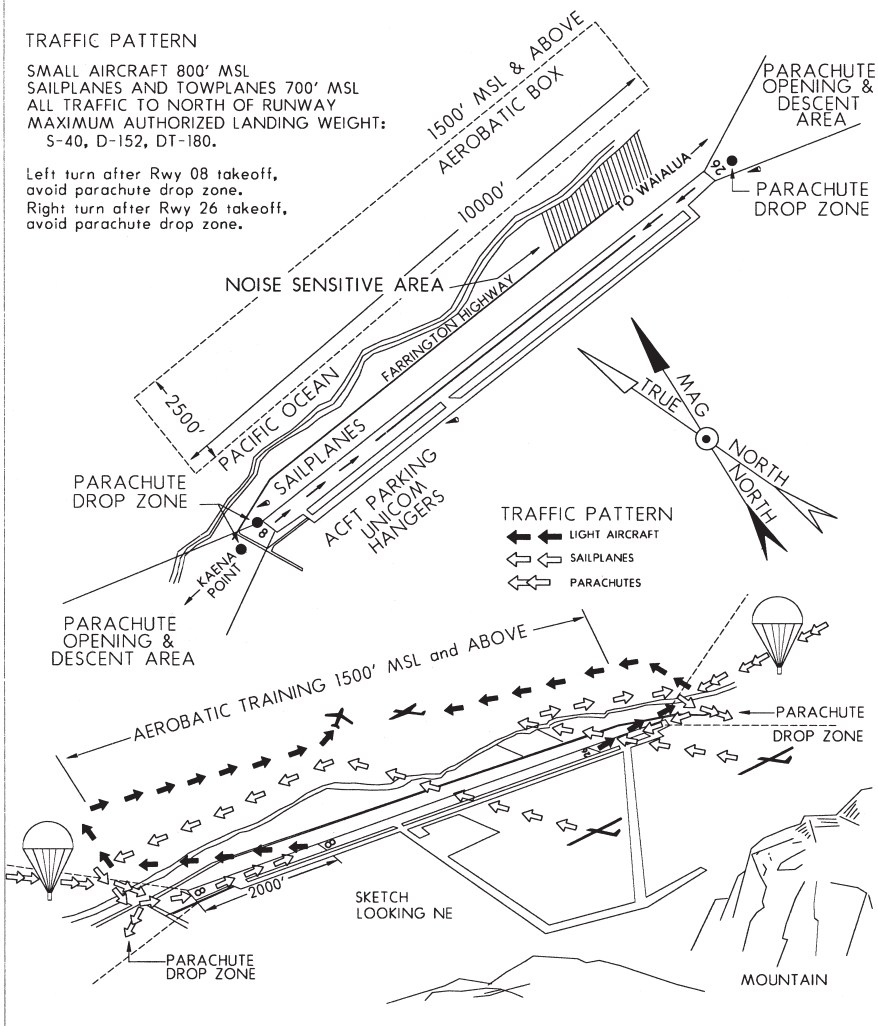 TRAFFIC PATTERN
SMALL AIRCRAFT 800' MSL
SAILPLANES AND TOWPLANES 700' MSL
ALL TRAFFIC TO NORTH OF RUNWAY
MAXIMUM AUTHORIZED LANDING WEIGHT:
S-40, D-152, DT-180.
Left turn after Rwy 08 takeoff,
avoid parachute drop zone.
Right turn after Rwy 26 takeoff,
avoid parachute drop zone.
1500' MSL & ABOVE
AEROBATIC BOX
10000'
2500'
PARACHUTE
OPENING &
DESCENT
AREA
26
PARACHUTE
DROP ZONE
TO WAIALUA
NOISE SENSITIVE AREA
FARRINGTON HIGHWAY
PACIFIC OCEAN
SAILPLANES
PARACHUTE
DROP ZONE
8
ACFT PARKING
UNICOM
HANGERS
KAENA
POINT
PARACHUTE
OPENING &
DESCENT AREA
TRUE
MAG
NORTH
NORTH
TRAFFIC PATTERN
LIGHT AIRCRAFT
SAILPLANES
PARACHUTES
AEROBATIC TRAINING 1500' MSL and ABOVE
PARACHUTE
DROP ZONE
8
8
2000'
SKETCH
LOOKING NE
PARACHUTE
DROP ZONE
MOUNTAIN